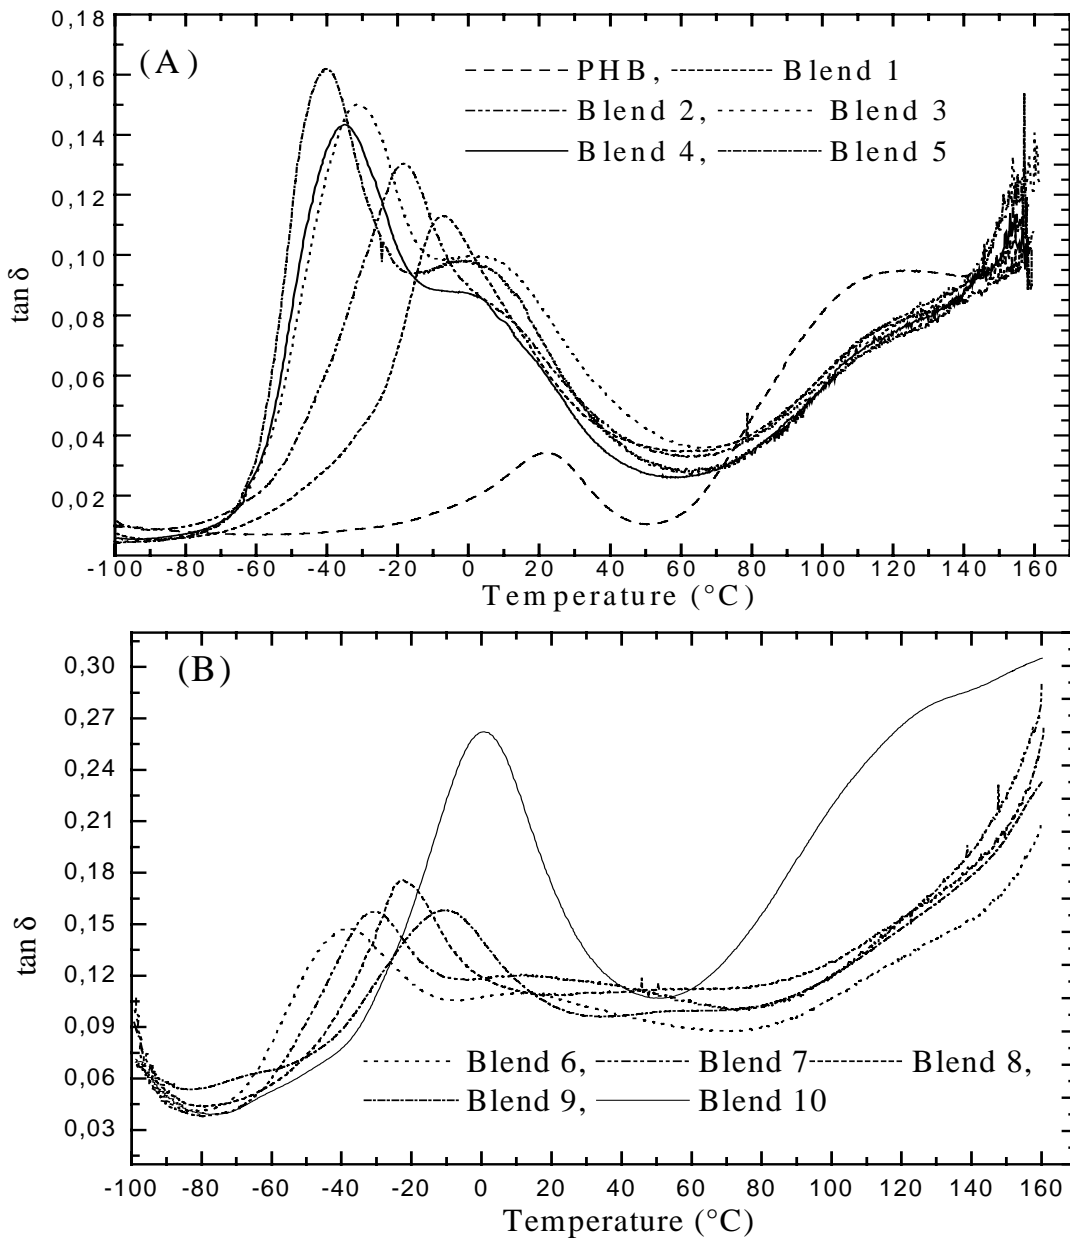 0,18
(A)
PHB, Blend 1
0,16
Blend 2, Blend 3
0,14
Blend 4, Blend 5
0,12
0,10
tan δ
0,08
0,06
0,04
0,02
-100 -80 -60 -40 -20 0 20 40 60 80 100 120 140 160
Temperature (°C)
(B)
0,30
0,27
0,24
0,21
0,18
0,15
tan δ
0,12
0,09
Blend 6, Blend 7 Blend 8,
0,06
Blend 9, Blend 10
0,03
-100 -80 -60 -40 -20 0 20 40 60 80 100 120 140 160
Temperature (°C)